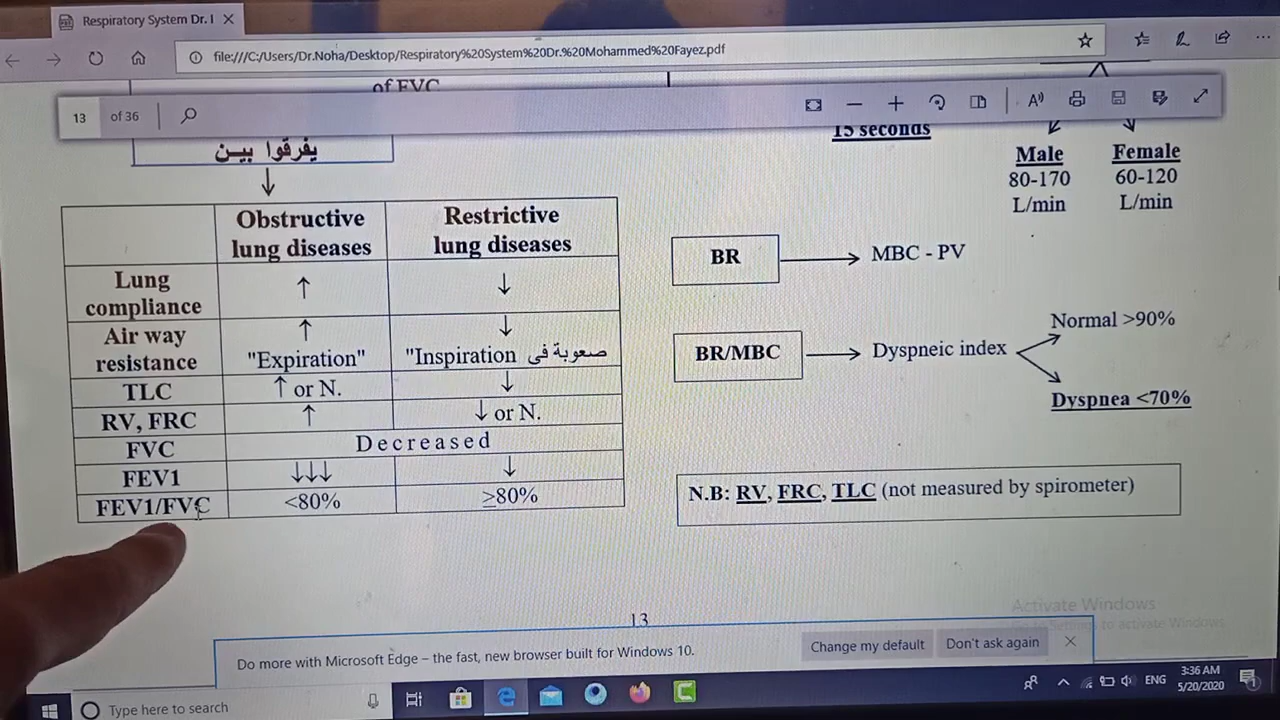 Respiratory System Dr. I
file:///C:/Users/Dr.Noha/Desktop/Respiratory%20System%20Dr.%20Mohammed%20Fayez.pdf
of FVC
13 of 36
يفرقوا بين
15 seconds
Male Female
80-170 60-120
L/min L/min
Obstructive lung diseases Restrictive lung diseases
Lung compliance ↑ ↓
Air way resistance ↑ "Expiration" ↓ "Inspiration صعوبة فى
TLC ↑ or N. ↓
RV, FRC ↑ ↓ or N.
FVC Decreased
FEV1 ↓↓↓ ↓
FEV1/FVC <80% ≥80%
BR → MBC - PV
BR/MBC → Dyspneic index
Normal >90%
Dyspnea <70%
N.B: RV, FRC, TLC (not measured by spirometer)
13
Activate Windows
Do more with Microsoft Edge – the fast, new browser built for Windows 10.
Change my default Don't ask again
Type here to search
ENG
3:36 AM
5/20/2020